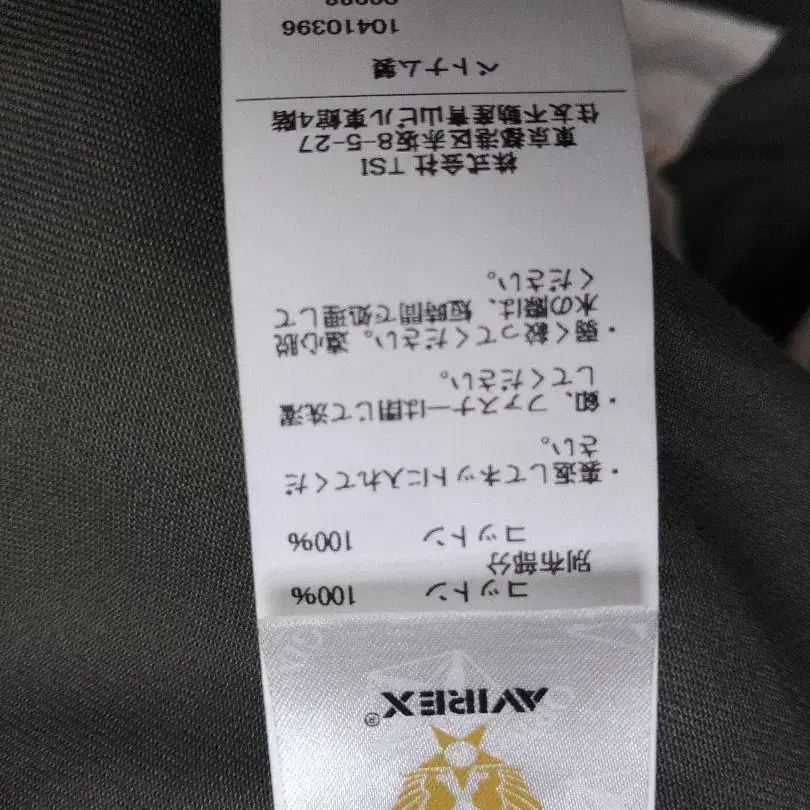 AVIREX®
コットン 100%
別布部分
コットン 100%
・裏返してネットに入れてくだ
さい。
・釦、ファスナーは閉じて洗濯
してください。
・弱く絞ってください。遠心脱
水の際は、短時間で処理して
ください。
株式会社 TSI
東京都港区赤坂8-5-27
住友不動産青山ビル東館4階
ベトナム製
10410396